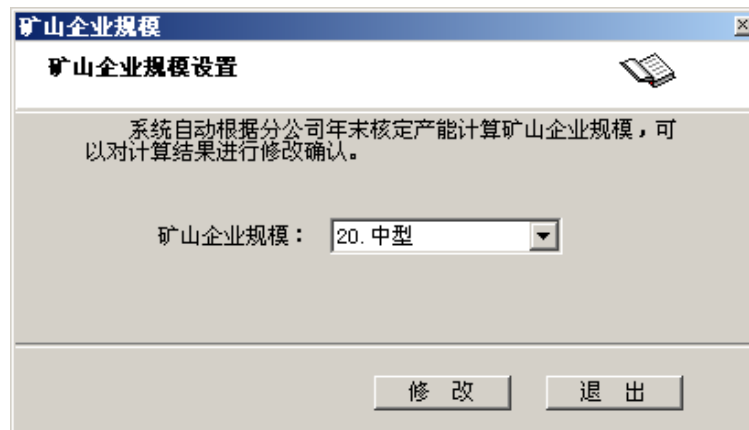 矿山企业规模
矿山企业规模设置
系统自动根据分公司年末核定产能计算矿山企业规模，可
以对计算结果进行修改确认。
矿山企业规模： 20.中型
修 改 退 出